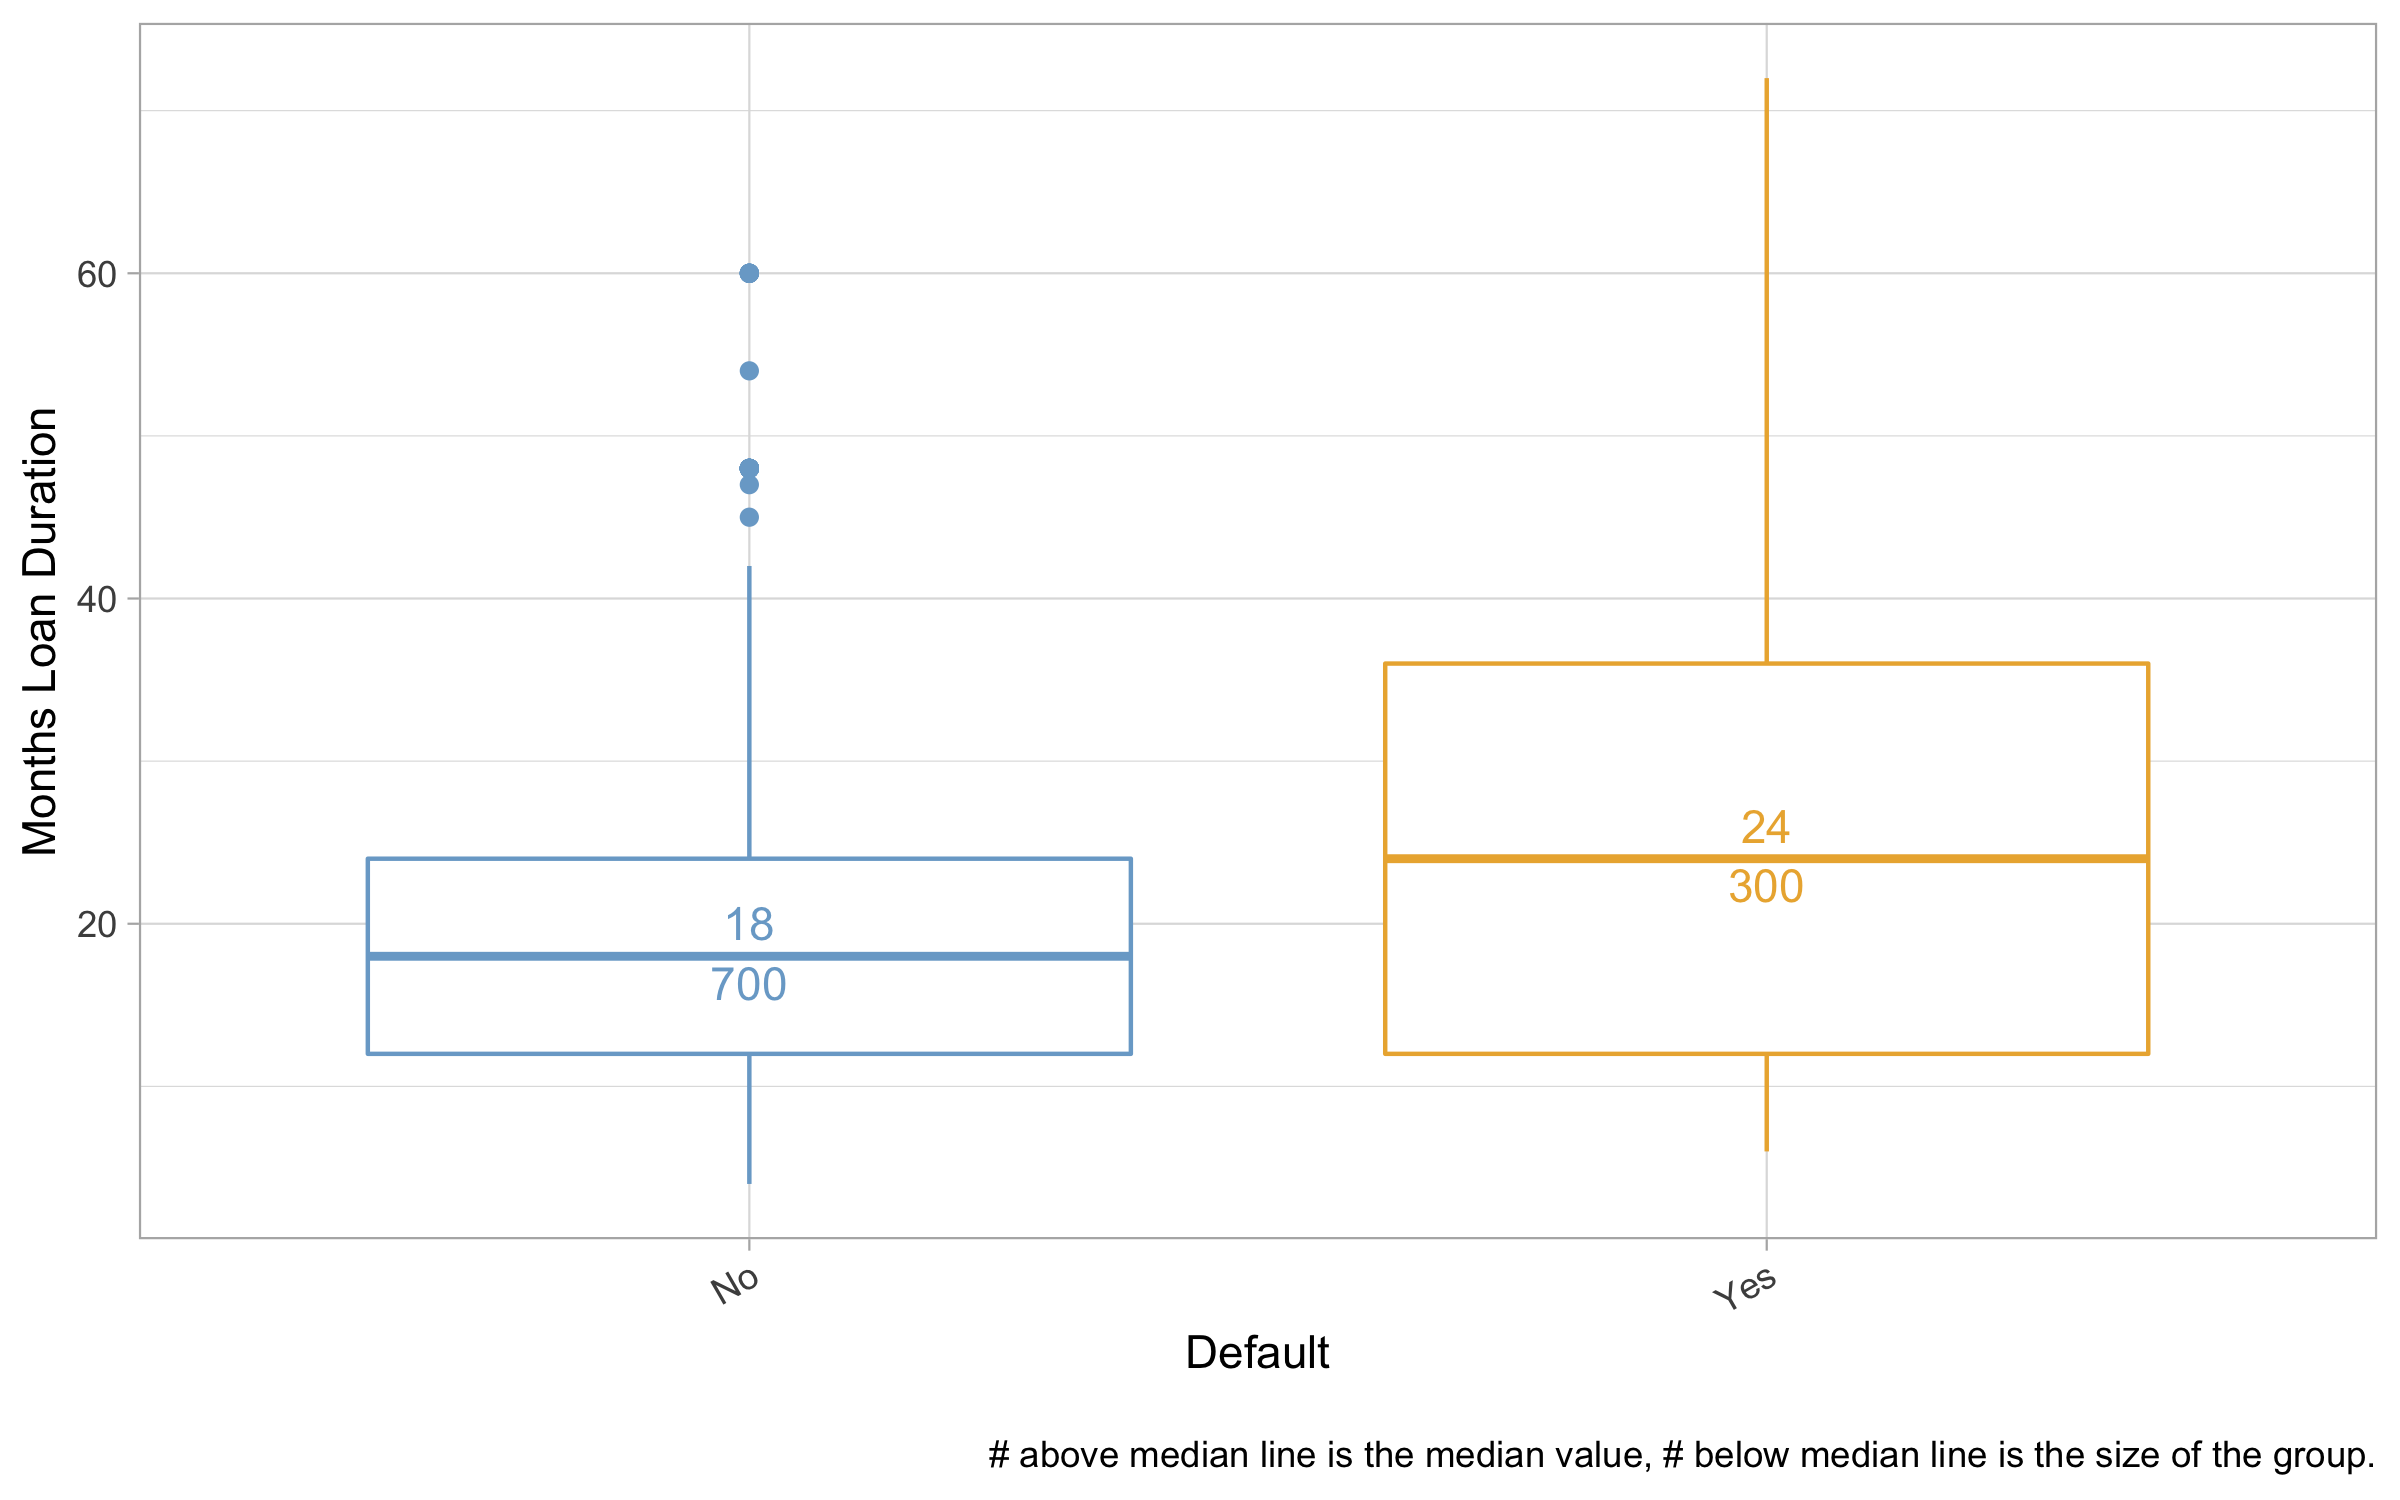 Months Loan Duration
60
40
20
18
700
24
300
No
Yes
Default
# above median line is the median value, # below median line is the size of the group.